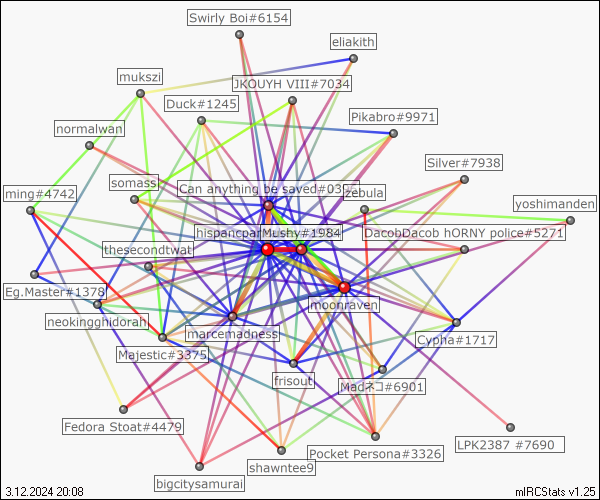 Swirly Boi#6154
eliakith
mukszi
JKOUYH VIII#7034
Duck#1245
Pikabro#9971
normalwan
Silver#7938
somass
ming#4742
Can anything be saved#03
zebula
yoshimanden
hispancpar
Mushy#1984
DacobDacob hORNY police#5271
thesecondtwat
Eg.Master#1378
moonraven
neokingghidorah
marcemadness
Cypha#1717
Majestic#3375
frisout
Madネコ#6901
Fedora Stoat#4479
Pocket Persona#3326
LPK2387 #7690
shawntee9
bigcitysamurai
3.12.2024 20:08
mIRCStats v1.25